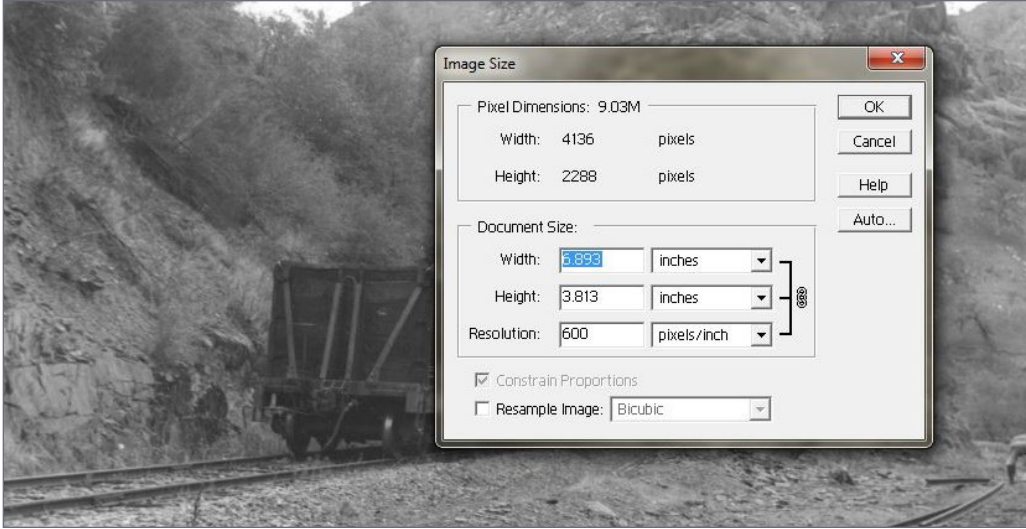 Image Size
Pixel Dimensions: 9.03M
OK
Width: 4136 pixels
Cancel
Height: 2288 pixels
Help
Auto...
Document Size:
Width: 6.893 inches
Height: 3.813 inches
Resolution: 600 pixels/inch
Constrain Proportions
Resample Image: Bicubic